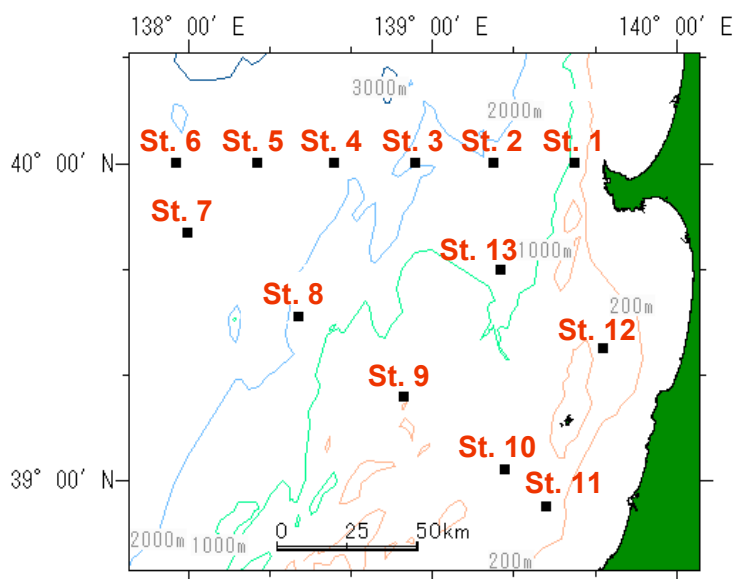 138° 00′ E
139° 00′ E
140° 00′ E
3000m
2000m
St. 6
St. 5
St. 4
St. 3
St. 2
St. 1
40° 00′ N
St. 7
St. 13
1000m
St. 8
200m
St. 12
St. 9
St. 10
39° 00′ N
St. 11
0 25 50km
2000m
1000m
200m